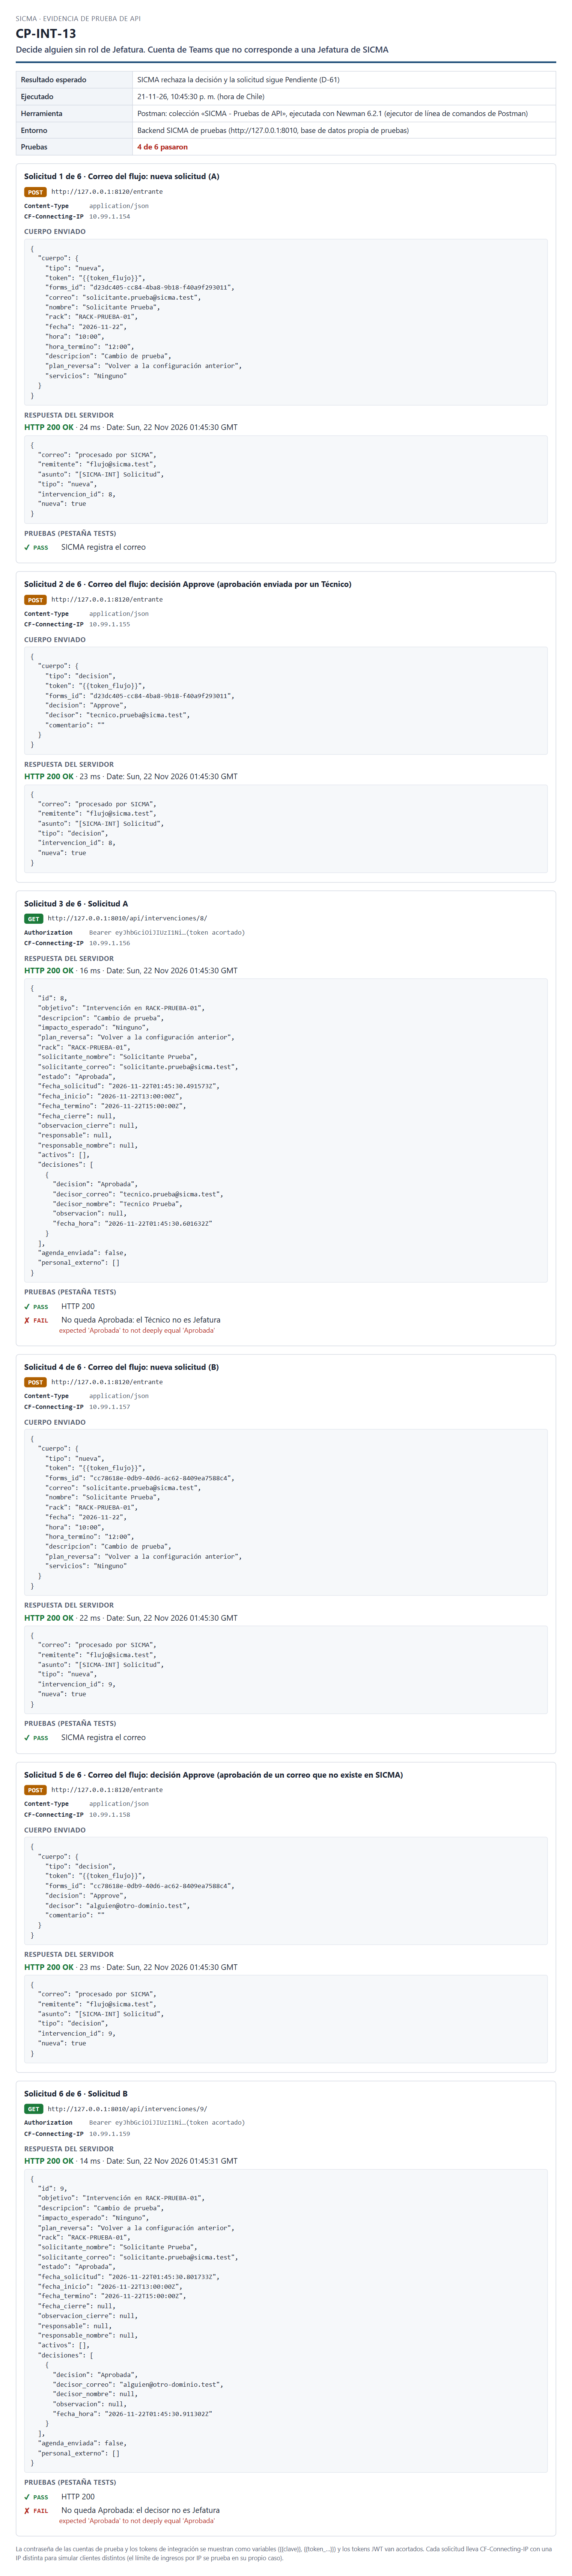 SICMA · EVIDENCIA DE PRUEBA DE API
CP-INT-13
Decide alguien sin rol de Jefatura. Cuenta de Teams que no corresponde a una Jefatura de SICMA
Resultado esperado SICMA rechaza la decisión y la solicitud sigue Pendiente (D-61)
Ejecutado 21-11-26, 10:45:30 p. m. (hora de Chile)
Herramienta Postman: colección «SICMA - Pruebas de API», ejecutada con Newman 6.2.1 (ejecutor de línea de comandos de Postman)
Entorno Backend SICMA de pruebas (http://127.0.0.1:8010, base de datos propia de pruebas)
Pruebas 4 de 6 pasaron
Solicitud 1 de 6 · Correo del flujo: nueva solicitud (A)
POST http://127.0.0.1:8120/entrante
Content-Type application/json
CF-Connecting-IP 10.99.1.154
CUERPO ENVIADO
{
"cuerpo": {
"tipo": "nueva",
"token": "{{token_flujo}}",
"forms_id": "d23dc405-cc84-4ba8-9b18-f40a9f293011",
"correo": "solicitante.prueba@sicma.test",
"nombre": "Solicitante Prueba",
"rack": "RACK-PRUEBA-01",
"fecha": "2026-11-22",
"hora": "10:00",
"hora_termino": "12:00",
"descripcion": "Cambio de prueba",
"plan_reversa": "Volver a la configuración anterior",
"servicios": "Ninguno"
}
}
RESPUESTA DEL SERVIDOR
HTTP 200 OK · 24 ms · Date: Sun, 22 Nov 2026 01:45:30 GMT
{
"correo": "procesado por SICMA",
"remitente": "flujo@sicma.test",
"asunto": "[SICMA-INT] Solicitud",
"tipo": "nueva",
"intervencion_id": 8,
"nueva": true
}
PRUEBAS (PESTAÑA TESTS)
✓ PASS SICMA registra el correo
Solicitud 2 de 6 · Correo del flujo: decisión Approve (aprobación enviada por un Técnico)
POST http://127.0.0.1:8120/entrante
Content-Type application/json
CF-Connecting-IP 10.99.1.155
CUERPO ENVIADO
{
"cuerpo": {
"tipo": "decision",
"token": "{{token_flujo}}",
"forms_id": "d23dc405-cc84-4ba8-9b18-f40a9f293011",
"decision": "Approve",
"decisor": "tecnico.prueba@sicma.test",
"comentario": ""
}
}
RESPUESTA DEL SERVIDOR
HTTP 200 OK · 23 ms · Date: Sun, 22 Nov 2026 01:45:30 GMT
{
"correo": "procesado por SICMA",
"remitente": "flujo@sicma.test",
"asunto": "[SICMA-INT] Solicitud",
"tipo": "decision",
"intervencion_id": 8,
"nueva": true
}
Solicitud 3 de 6 · Solicitud A
GET http://127.0.0.1:8010/api/intervenciones/8/
Authorization Bearer eyJhbGciOiJIUzI1Ni…(token acortado)
CF-Connecting-IP 10.99.1.156
RESPUESTA DEL SERVIDOR
HTTP 200 OK · 16 ms · Date: Sun, 22 Nov 2026 01:45:30 GMT
{
"id": 8,
"objetivo": "Intervención en RACK-PRUEBA-01",
"descripcion": "Cambio de prueba",
"impacto_esperado": "Ninguno",
"plan_reversa": "Volver a la configuración anterior",
"rack": "RACK-PRUEBA-01",
"solicitante_nombre": "Solicitante Prueba",
"solicitante_correo": "solicitante.prueba@sicma.test",
"estado": "Aprobada",
"fecha_solicitud": "2026-11-22T01:45:30.491573Z",
"fecha_inicio": "2026-11-22T13:00:00Z",
"fecha_termino": "2026-11-22T15:00:00Z",
"fecha_cierre": null,
"observacion_cierre": null,
"responsable": null,
"responsable_nombre": null,
"activos": [],
"decisiones": [
{
"decision": "Aprobada",
"decisor_correo": "tecnico.prueba@sicma.test",
"decisor_nombre": "Tecnico Prueba",
"observacion": null,
"fecha_hora": "2026-11-22T01:45:30.601632Z"
}
],
"agenda_enviada": false,
"personal_externo": []
}
PRUEBAS (PESTAÑA TESTS)
✓ PASS HTTP 200
✗ FAIL No queda Aprobada: el Técnico no es Jefatura
expected 'Aprobada' to not deeply equal 'Aprobada'
Solicitud 4 de 6 · Correo del flujo: nueva solicitud (B)
POST http://127.0.0.1:8120/entrante
Content-Type application/json
CF-Connecting-IP 10.99.1.157
CUERPO ENVIADO
{
"cuerpo": {
"tipo": "nueva",
"token": "{{token_flujo}}",
"forms_id": "cc78618e-0db9-40d6-ac62-8409ea7588c4",
"correo": "solicitante.prueba@sicma.test",
"nombre": "Solicitante Prueba",
"rack": "RACK-PRUEBA-01",
"fecha": "2026-11-22",
"hora": "10:00",
"hora_termino": "12:00",
"descripcion": "Cambio de prueba",
"plan_reversa": "Volver a la configuración anterior",
"servicios": "Ninguno"
}
}
RESPUESTA DEL SERVIDOR
HTTP 200 OK · 22 ms · Date: Sun, 22 Nov 2026 01:45:30 GMT
{
"correo": "procesado por SICMA",
"remitente": "flujo@sicma.test",
"asunto": "[SICMA-INT] Solicitud",
"tipo": "nueva",
"intervencion_id": 9,
"nueva": true
}
PRUEBAS (PESTAÑA TESTS)
✓ PASS SICMA registra el correo
Solicitud 5 de 6 · Correo del flujo: decisión Approve (aprobación de un correo que no existe en SICMA)
POST http://127.0.0.1:8120/entrante
Content-Type application/json
CF-Connecting-IP 10.99.1.158
CUERPO ENVIADO
{
"cuerpo": {
"tipo": "decision",
"token": "{{token_flujo}}",
"forms_id": "cc78618e-0db9-40d6-ac62-8409ea7588c4",
"decision": "Approve",
"decisor": "alguien@otro-dominio.test",
"comentario": ""
}
}
RESPUESTA DEL SERVIDOR
HTTP 200 OK · 23 ms · Date: Sun, 22 Nov 2026 01:45:30 GMT
{
"correo": "procesado por SICMA",
"remitente": "flujo@sicma.test",
"asunto": "[SICMA-INT] Solicitud",
"tipo": "decision",
"intervencion_id": 9,
"nueva": true
}
Solicitud 6 de 6 · Solicitud B
GET http://127.0.0.1:8010/api/intervenciones/9/
Authorization Bearer eyJhbGciOiJIUzI1Ni…(token acortado)
CF-Connecting-IP 10.99.1.159
RESPUESTA DEL SERVIDOR
HTTP 200 OK · 14 ms · Date: Sun, 22 Nov 2026 01:45:31 GMT
{
"id": 9,
"objetivo": "Intervención en RACK-PRUEBA-01",
"descripcion": "Cambio de prueba",
"impacto_esperado": "Ninguno",
"plan_reversa": "Volver a la configuración anterior",
"rack": "RACK-PRUEBA-01",
"solicitante_nombre": "Solicitante Prueba",
"solicitante_correo": "solicitante.prueba@sicma.test",
"estado": "Aprobada",
"fecha_solicitud": "2026-11-22T01:45:30.801733Z",
"fecha_inicio": "2026-11-22T13:00:00Z",
"fecha_termino": "2026-11-22T15:00:00Z",
"fecha_cierre": null,
"observacion_cierre": null,
"responsable": null,
"responsable_nombre": null,
"activos": [],
"decisiones": [
{
"decision": "Aprobada",
"decisor_correo": "alguien@otro-dominio.test",
"decisor_nombre": null,
"observacion": null,
"fecha_hora": "2026-11-22T01:45:30.911302Z"
}
],
"agenda_enviada": false,
"personal_externo": []
}
PRUEBAS (PESTAÑA TESTS)
✓ PASS HTTP 200
✗ FAIL No queda Aprobada: el decisor no es Jefatura
expected 'Aprobada' to not deeply equal 'Aprobada'
La contraseña de las cuentas de prueba y los tokens de integración se muestran como variables ({{clave}}, {{token_…}}) y los tokens JWT van acortados. Cada solicitud lleva CF-Connecting-IP con una
IP distinta para simular clientes distintos (el límite de ingresos por IP se prueba en su propio caso).